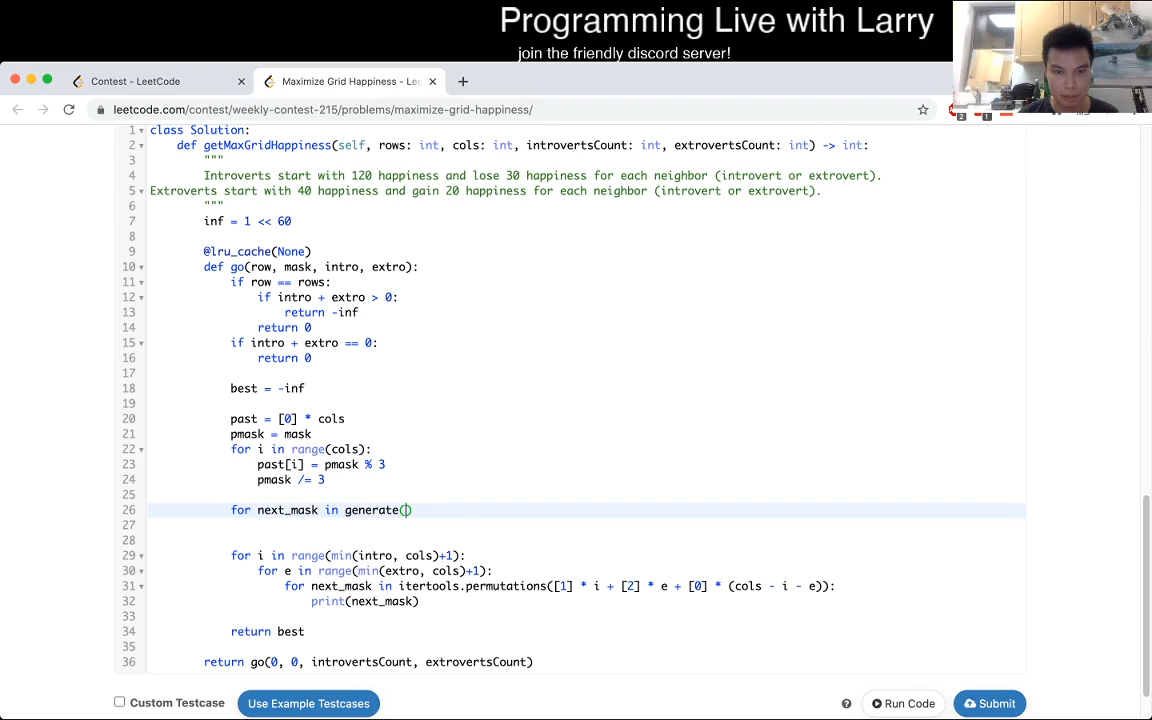 Programming Live with Larry
join the friendly discord server!
Contest - LeetCode
Maximize Grid Happiness - Lee
leetcode.com/contest/weekly-contest-215/problems/maximize-grid-happiness/
2
1
1 class Solution:
2 def getMaxGridHappiness(self, rows: int, cols: int, introvertsCount: int, extrovertsCount: int) -> int:
3 """
4 Introverts start with 120 happiness and lose 30 happiness for each neighbor (introvert or extrovert).
5 Extroverts start with 40 happiness and gain 20 happiness for each neighbor (introvert or extrovert).
6 """
7 inf = 1 << 60
8
9 @lru_cache(None)
10 def go(row, mask, intro, extro):
11 if row == rows:
12 if intro + extro > 0:
13 return -inf
14 return 0
15 if intro + extro == 0:
16 return 0
17
18 best = -inf
19
20 past = [0] * cols
21 pmask = mask
22 for i in range(cols):
23 past[i] = pmask % 3
24 pmask /= 3
25
26 for next_mask in generate()
27
28
29 for i in range(min(intro, cols)+1):
30 for e in range(min(extro, cols)+1):
31 for next_mask in itertools.permutations([1] * i + [2] * e + [0] * (cols - i - e)):
32 print(next_mask)
33
34 return best
35
36 return go(0, 0, introvertsCount, extrovertsCount)
Custom Testcase
Use Example Testcases
?
Run Code
Submit